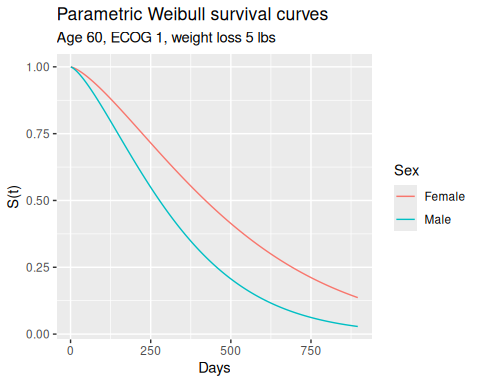 Parametric Weibull survival curves
Age 60, ECOG 1, weight loss 5 lbs
1.00
0.75
0.50
0.25
0.00
S(t)
0
250
500
750
Days
Sex
Female
Male